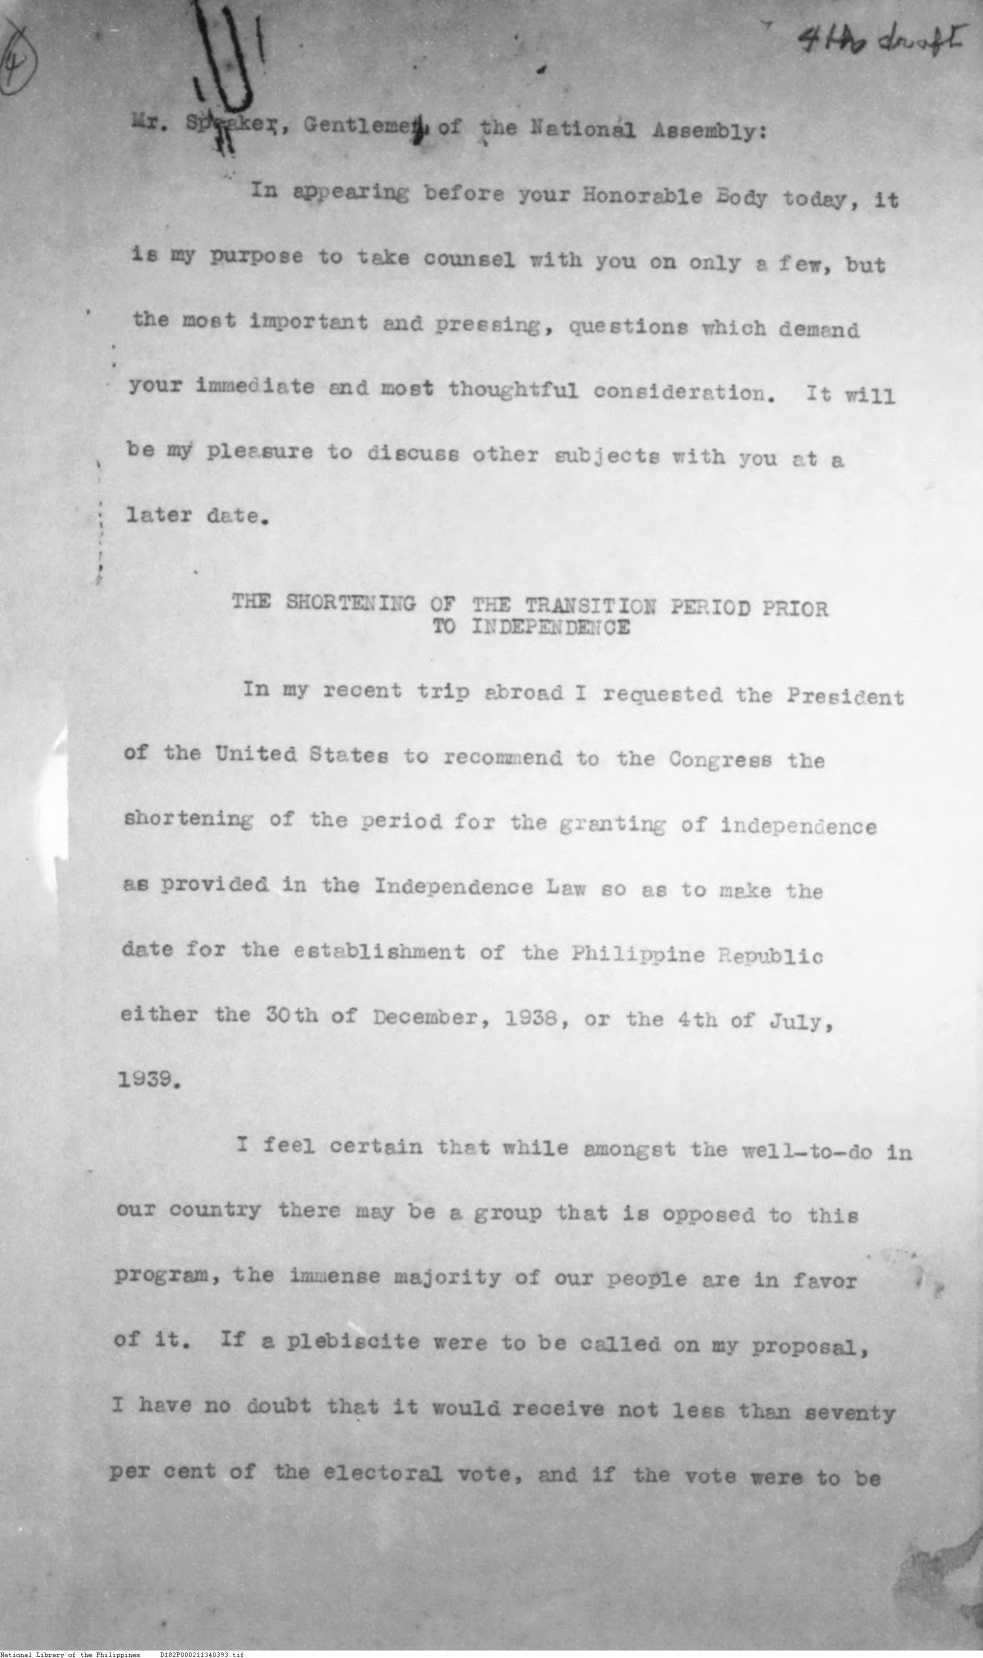 4
4th draft
Mr. Speaker, Gentlemen, of the National Assembly:
In appearing before your Honorable Body today, it
is my purpose to take counsel with you on only a few, but
the most important and pressing, questions which demand
your immediate and most thoughtful consideration. It will
be my pleasure to discuss other subjects with you at a
later date.
THE SHORTENING OF THE TRANSITION PERIOD PRIOR
TO INDEPENDENCE
In my recent trip abroad I requested the President
of the United States to recommend to the Congress the
shortening of the period for the granting of independence
as provided in the Independence Law so as to make the
date for the establishment of the Philippine Republic
either the 30th of December, 1938, or the 4th of July,
1939.
I feel certain that while amongst the well-to-do in
our country there may be a group that is opposed to this
program, the immense majority of our people are in favor
of it. If a plebiscite were to be called on my proposal,
I have no doubt that it would receive not less than seventy
per cent of the electoral vote, and if the vote were to be
National Library of the Philippines D182P000211340393.tif